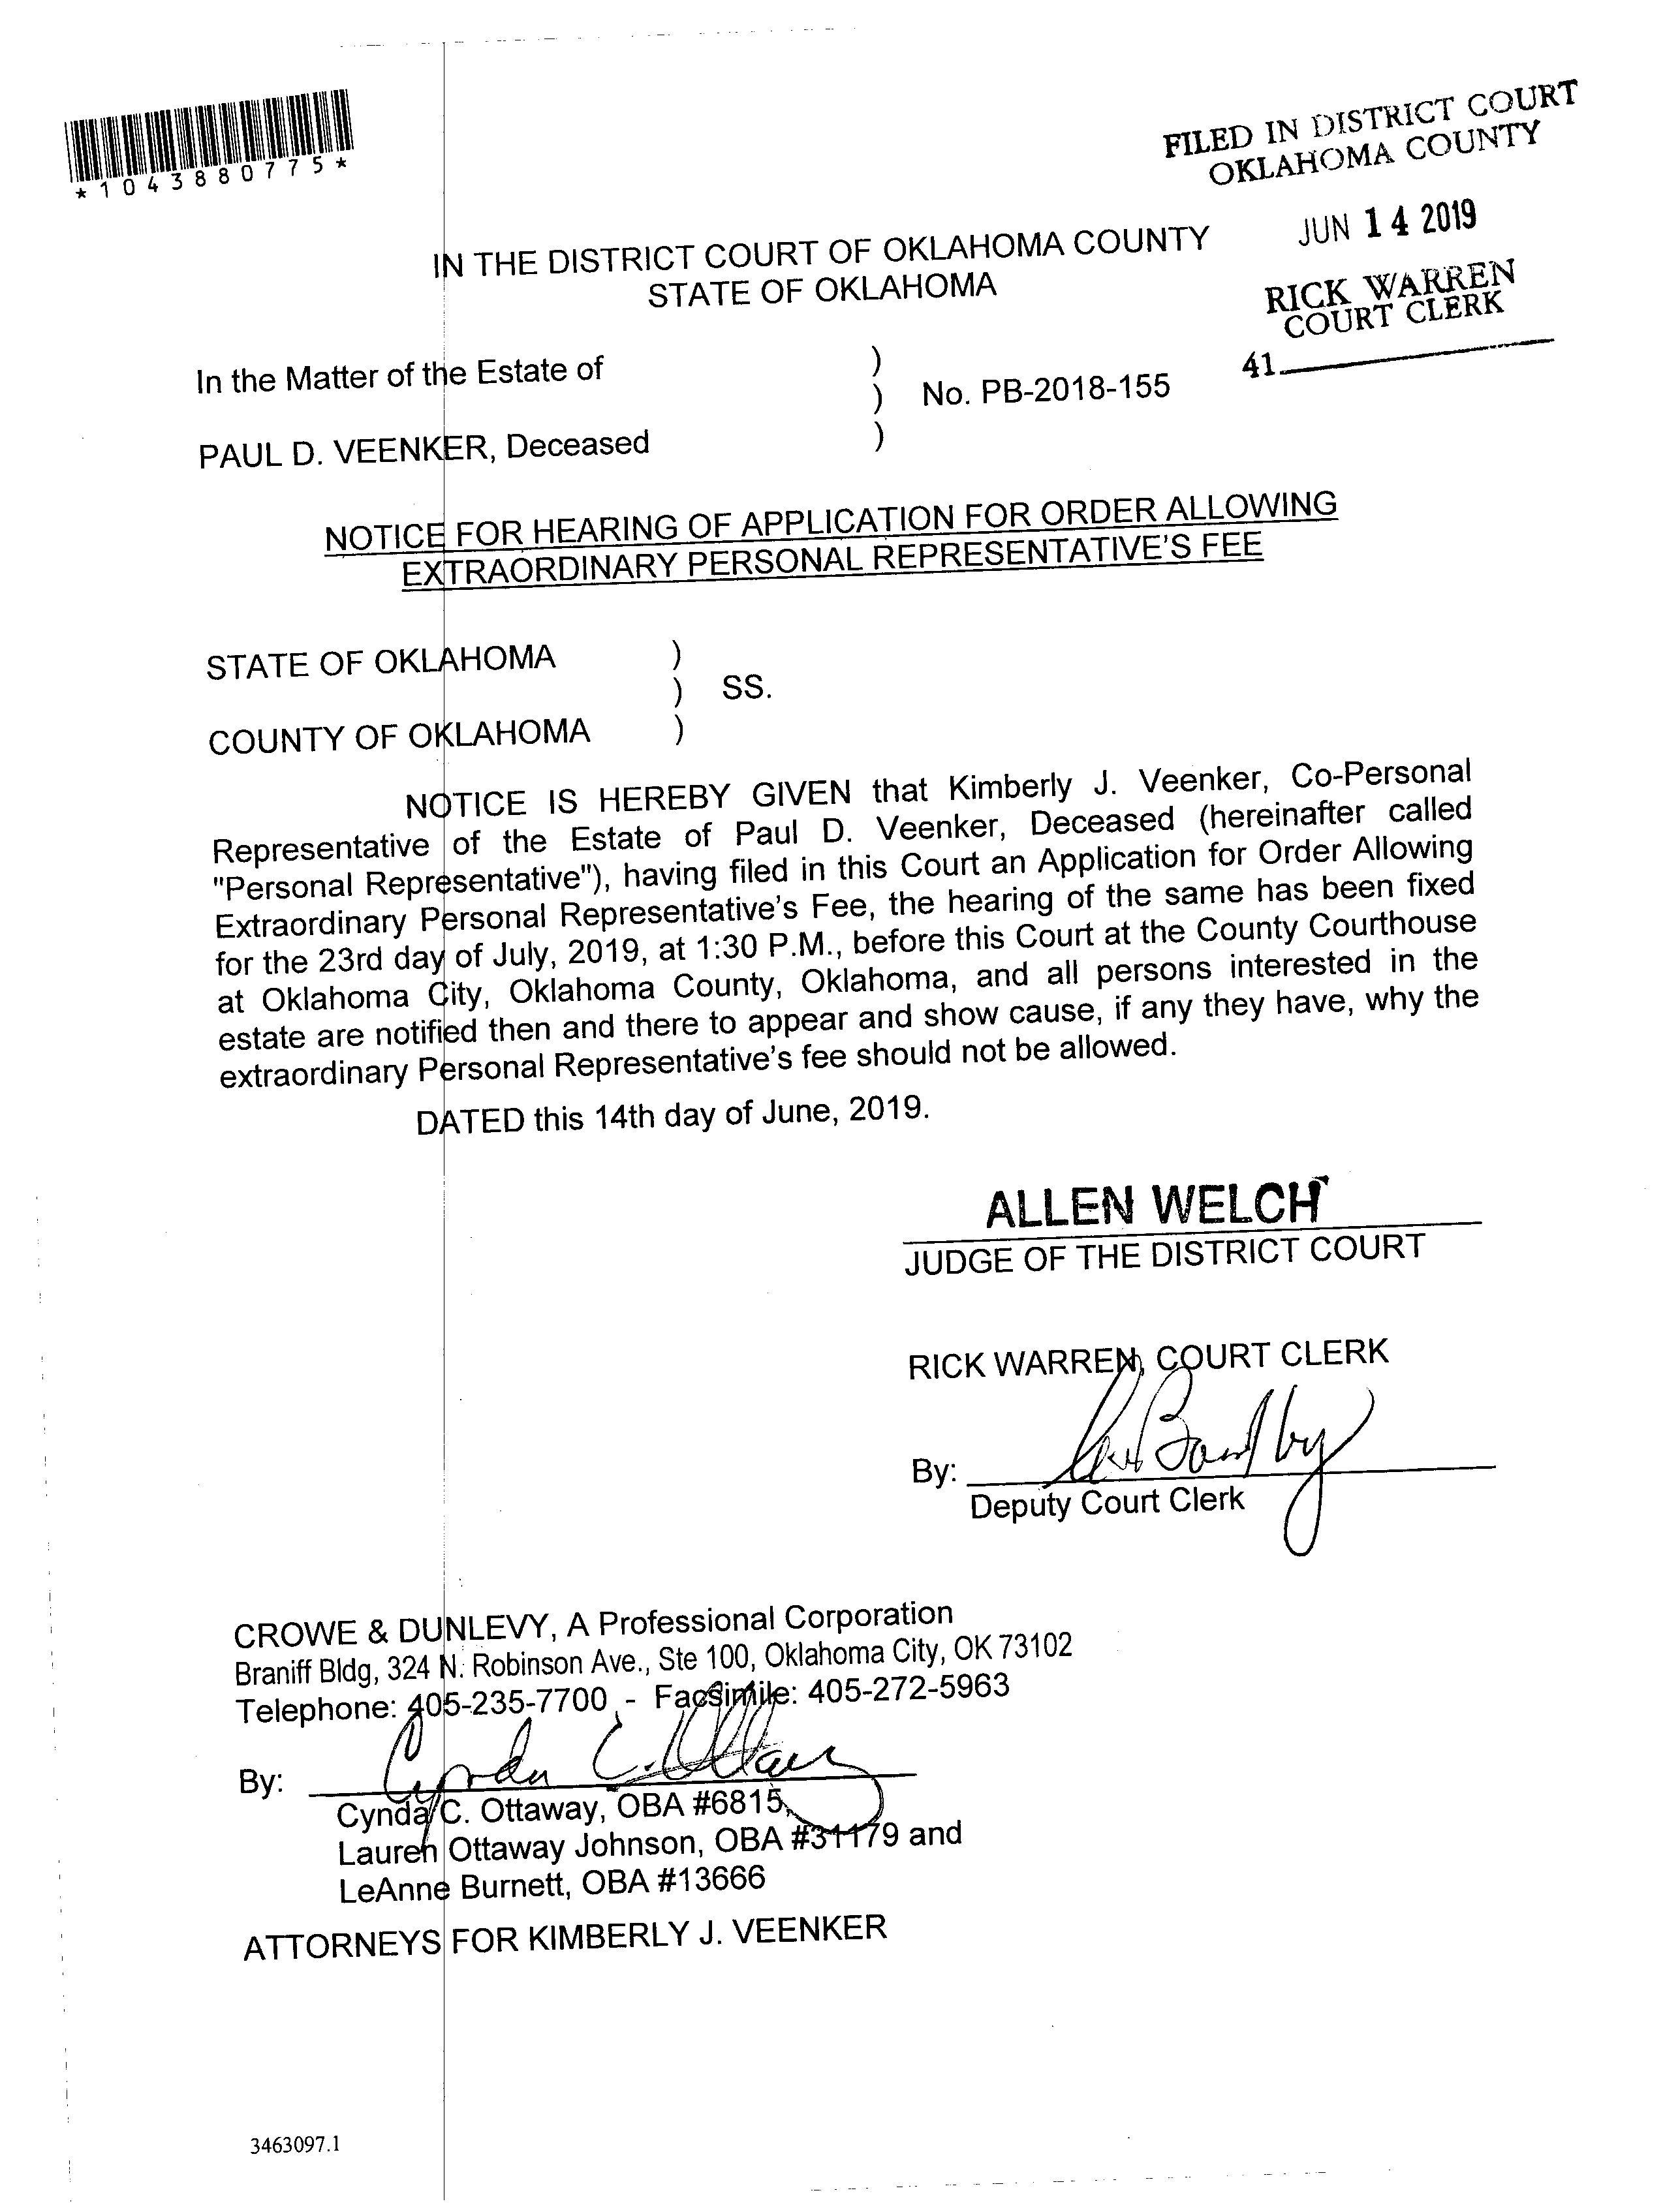 *1043880775*
FILED IN DISTRICT COURT
OKLAHOMA COUNTY
JUN 14 2019
RICK WARREN
COURT CLERK
41
IN THE DISTRICT COURT OF OKLAHOMA COUNTY
STATE OF OKLAHOMA
In the Matter of the Estate of )
) No. PB-2018-155
PAUL D. VEENKER, Deceased )
NOTICE FOR HEARING OF APPLICATION FOR ORDER ALLOWING
EXTRAORDINARY PERSONAL REPRESENTATIVE'S FEE
STATE OF OKLAHOMA )
) SS.
COUNTY OF OKLAHOMA )
NOTICE IS HEREBY GIVEN that Kimberly J. Veenker, Co-Personal
Representative of the Estate of Paul D. Veenker, Deceased (hereinafter called
"Personal Representative"), having filed in this Court an Application for Order Allowing
Extraordinary Personal Representative's Fee, the hearing of the same has been fixed
for the 23rd day of July, 2019, at 1:30 P.M., before this Court at the County Courthouse
at Oklahoma City, Oklahoma County, Oklahoma, and all persons interested in the
estate are notified then and there to appear and show cause, if any they have, why the
extraordinary Personal Representative's fee should not be allowed.
DATED this 14th day of June, 2019.
ALLEN WELCH
JUDGE OF THE DISTRICT COURT
RICK WARREN, COURT CLERK
By:
Deputy Court Clerk
CROWE & DUNLEVY, A Professional Corporation
Braniff Bldg, 324 N. Robinson Ave., Ste 100, Oklahoma City, OK 73102
Telephone: 405-235-7700 - Facsimile: 405-272-5963
By: Cynda C. Ottaway
Cynda C. Ottaway, OBA #6815,
Lauren Ottaway Johnson, OBA #31179 and
LeAnne Burnett, OBA #13666
ATTORNEYS FOR KIMBERLY J. VEENKER
3463097.1